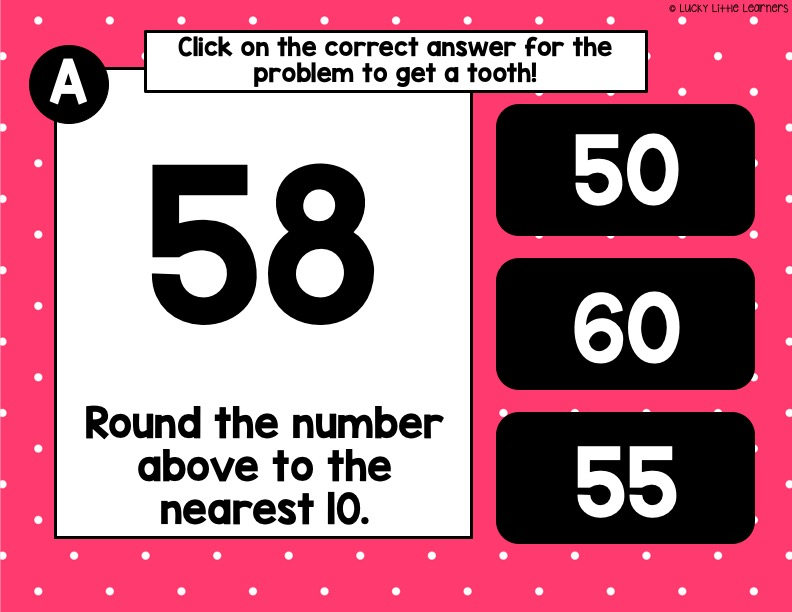 © Lucky Little Learners
Click on the correct answer for the
problem to get a tooth!
A
58
Round the number
above to the
nearest 10.
50
60
55